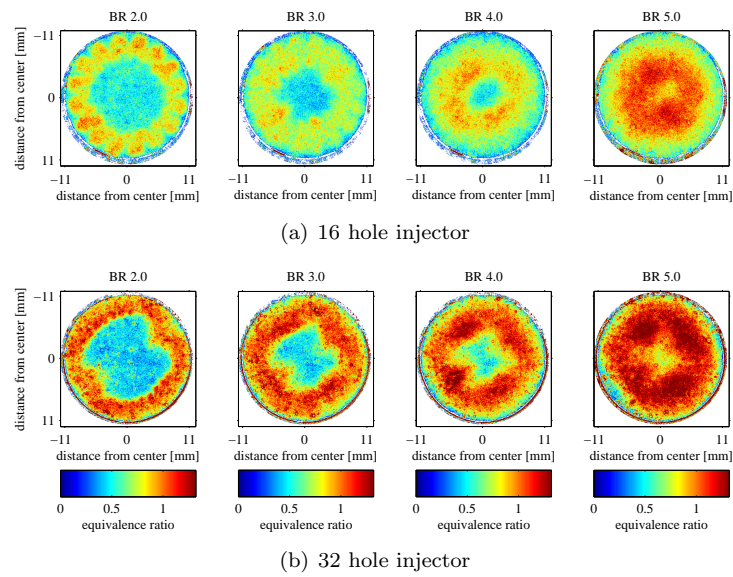 BR 2.0 BR 3.0 BR 4.0 BR 5.0
distance from center [mm]
−11
0
11
−11 0 11 −11 0 11 −11 0 11 −11 0 11
distance from center [mm] distance from center [mm] distance from center [mm] distance from center [mm]
(a) 16 hole injector
BR 2.0 BR 3.0 BR 4.0 BR 5.0
distance from center [mm]
−11
0
11
−11 0 11 −11 0 11 −11 0 11 −11 0 11
distance from center [mm] distance from center [mm] distance from center [mm] distance from center [mm]
0 0.5 1 0 0.5 1 0 0.5 1 0 0.5 1
equivalence ratio equivalence ratio equivalence ratio equivalence ratio
(b) 32 hole injector